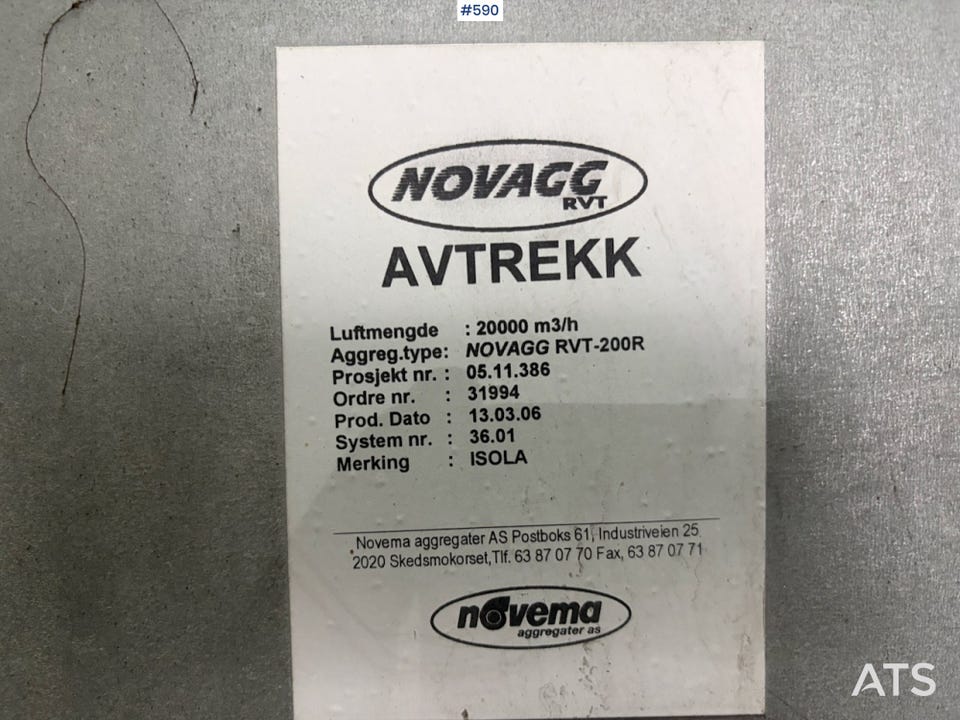 #590
NOVAGG
RVT
AVTREKK
Luftmengde : 20000 m3/h
Aggreg.type: NOVAGG RVT-200R
Prosjekt nr. : 05.11.386
Ordre nr. : 31994
Prod. Dato : 13.03.06
System nr. : 36.01
Merking : ISOLA
Novema aggregater AS Postboks 61, Industriveien 25
2020 Skedsmokorset,Tlf. 63 87 07 70 Fax, 63 87 07 71
novema
aggregater as
ATS